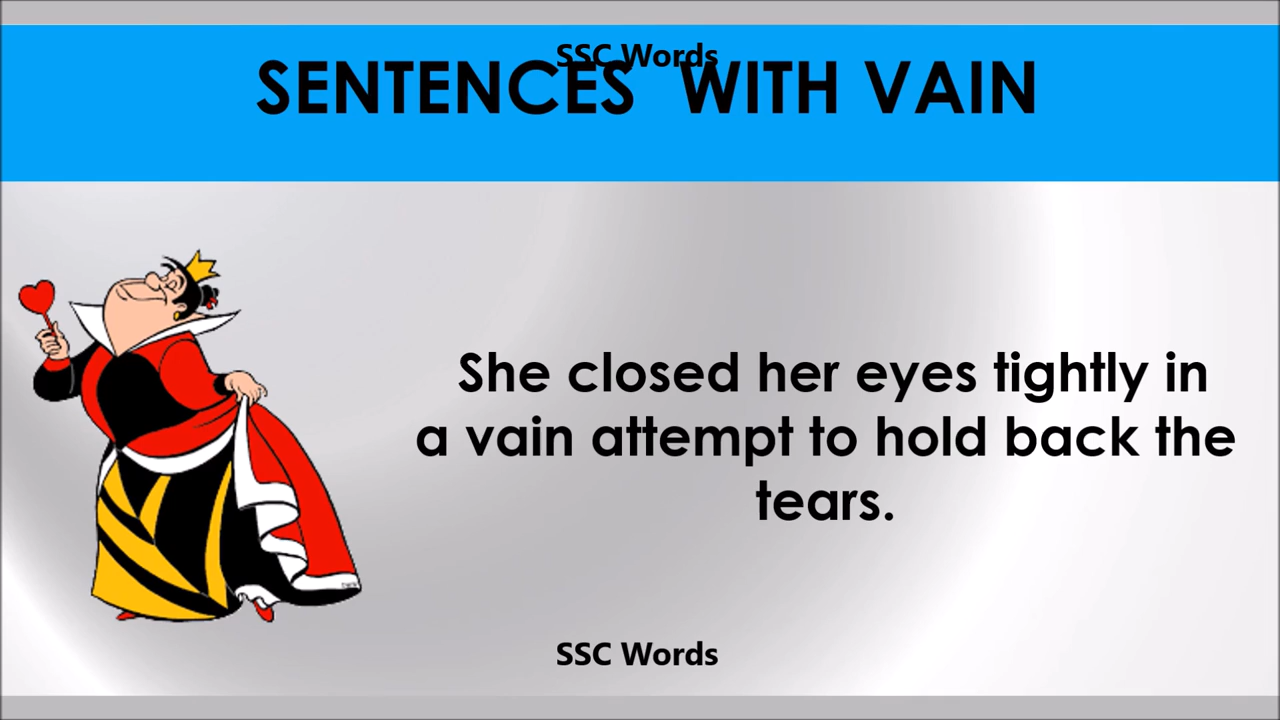 SSC Words
SENTENCES WITH VAIN
She closed her eyes tightly in
a vain attempt to hold back the
tears.
SSC Words